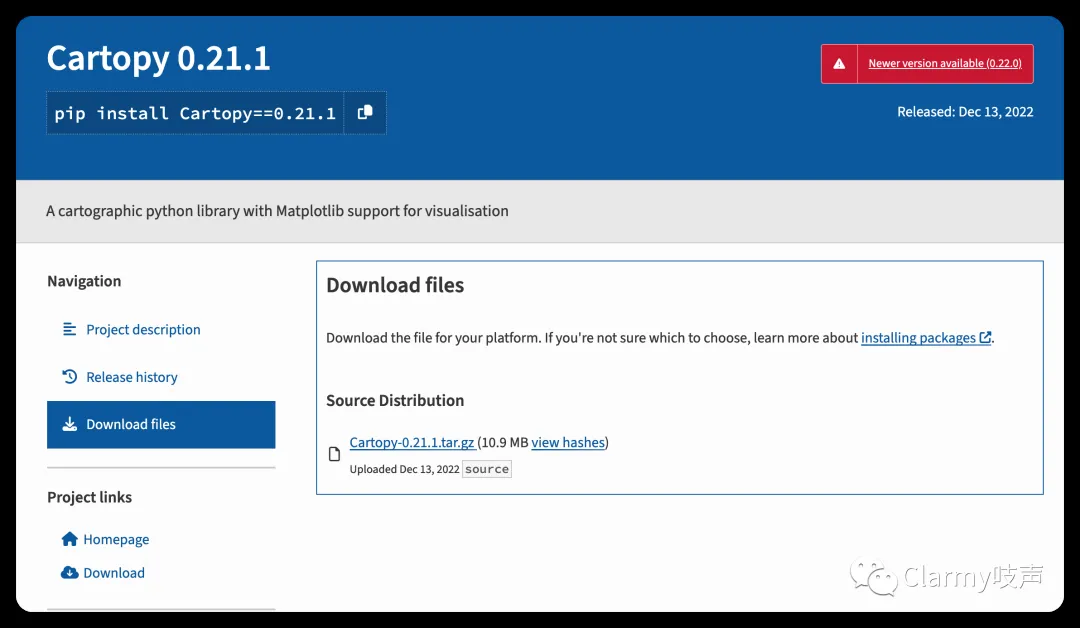 Cartopy 0.21.1
Newer version available (0.22.0)
pip install Cartopy==0.21.1
Released: Dec 13, 2022
A cartographic python library with Matplotlib support for visualisation
Navigation
Project description
Release history
Download files
Project links
Homepage
Download
Download files
Download the file for your platform. If you're not sure which to choose, learn more about installing packages.
Source Distribution
Cartopy-0.21.1.tar.gz (10.9 MB view hashes)
Uploaded Dec 13, 2022 source
Clarmy吱声